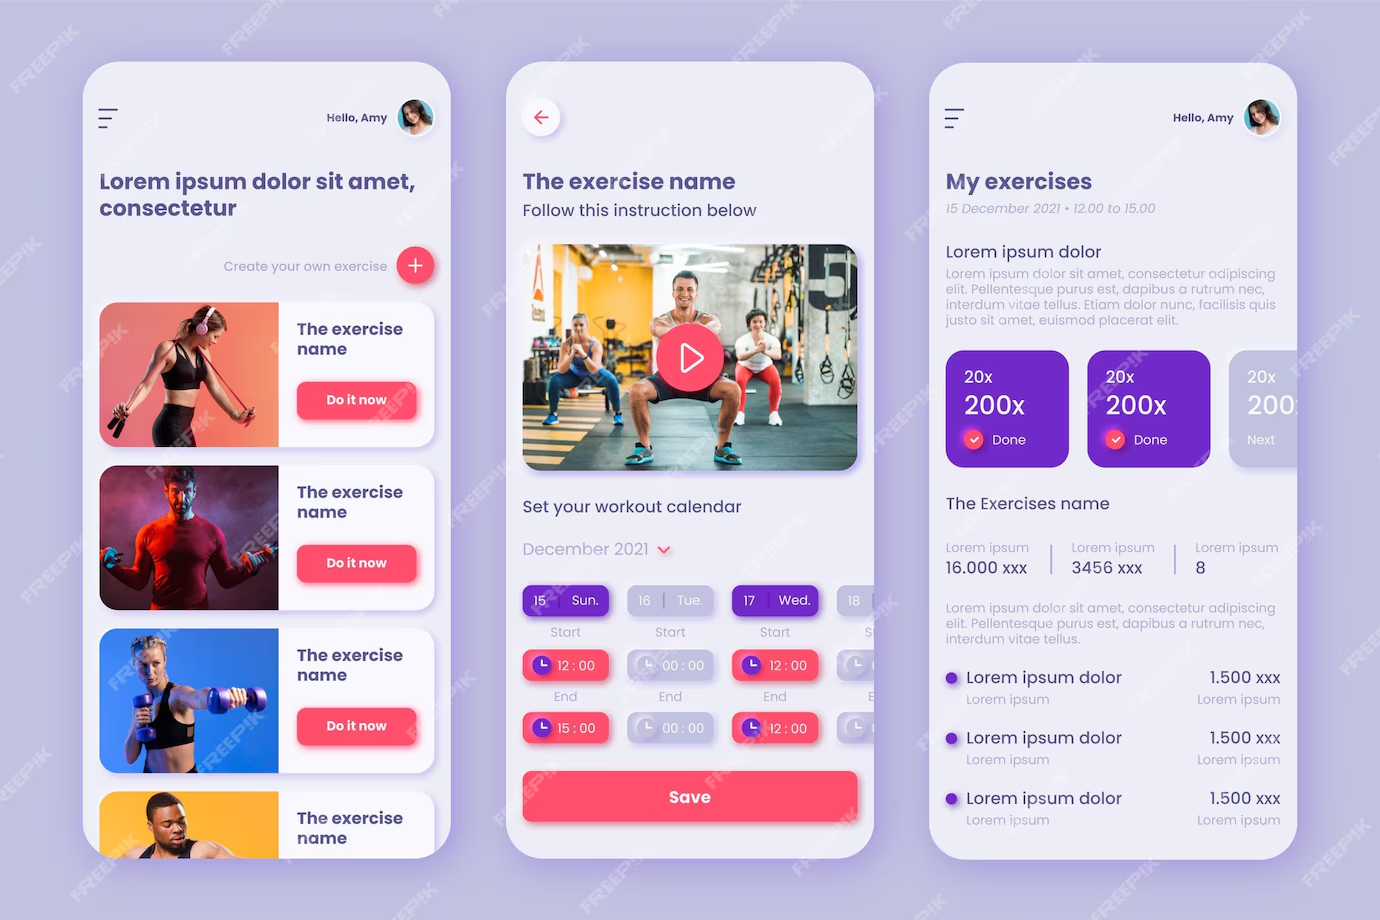 Hello, Amy
Lorem ipsum dolor sit amet,
consectetur
Create your own exercise
The exercise
name
Do it now
The exercise
name
Do it now
The exercise
name
Do it now
The exercise
name
The exercise name
Follow this instruction below
5
Set your workout calendar
December 2021
15 Sun. 16 Tue. 17 Wed. 18
Start Start Start
12 : 00 00 : 00 12 : 00
End End End E
15 : 00 00 : 00 12 : 00
Save
Hello, Amy
My exercises
15 December 2021 • 12.00 to 15.00
Lorem ipsum dolor
Lorem ipsum dolor sit amet, consectetur adipiscing
elit. Pellentesque purus est, dapibus a rutrum nec,
interdum vitae tellus. Etiam dolor nunc, facilisis quis
justo sit amet, euismod placerat elit.
20x 20x 20x
200x 200x 200
Done Done Next
The Exercises name
Lorem ipsum Lorem ipsum Lorem ipsum
16.000 xxx 3456 xxx 8
Lorem ipsum dolor sit amet, consectetur adipiscing
elit. Pellentesque purus est, dapibus a rutrum nec,
interdum vitae tellus.
Lorem ipsum dolor 1.500 xxx
Lorem ipsum Lorem ipsum
Lorem ipsum dolor 1.500 xxx
Lorem ipsum Lorem ipsum
Lorem ipsum dolor 1.500 xxx
Lorem ipsum Lorem ipsum
FREEPIK